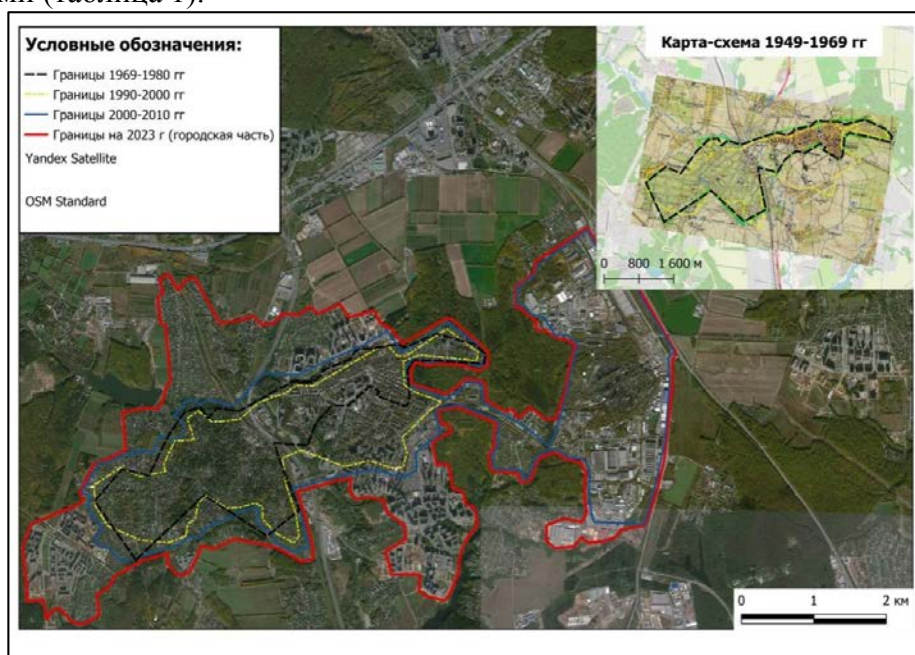 ми (таблица 1).
Условные обозначения:
Границы 1969-1980 гг
Границы 1990-2000 гг
Границы 2000-2010 гг
Границы на 2023 г (городская часть)
Yandex Satellite
OSM Standard
Карта-схема 1949-1969 гг
0 800 1 600 м
0 1 2 км